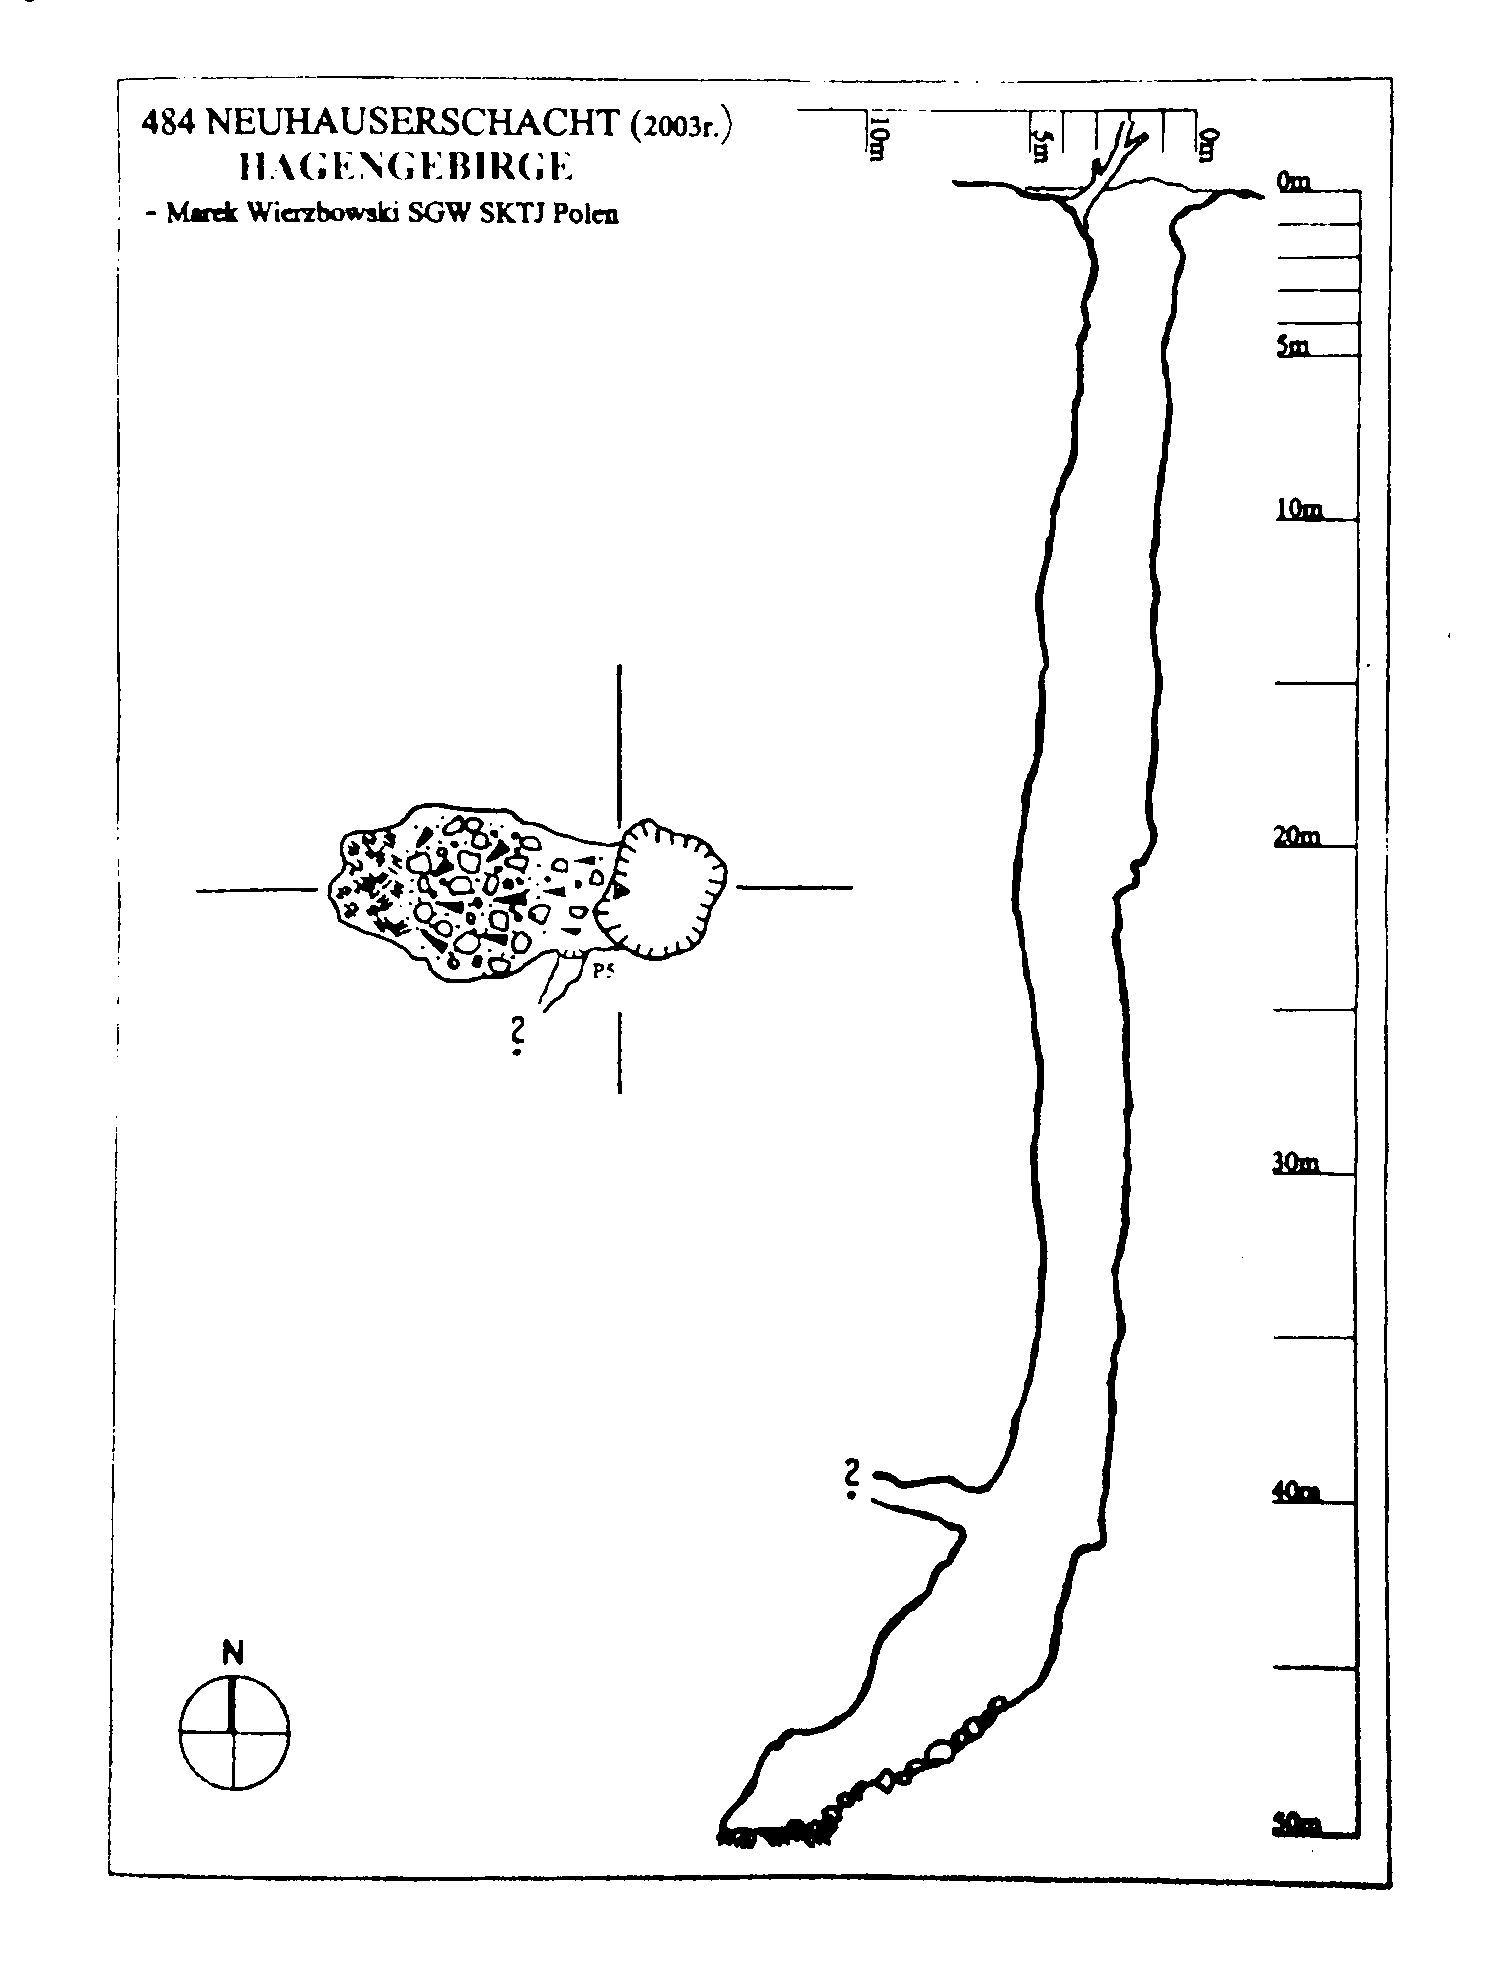 484 NEUHAUSERSCHACHT (2003r.)
HAGENGEBIRGE
- Marek Wierzbowski SGW SKTJ Polen
10m
5m
0m
0m
5m
10m
20m
30m
40m
50m
P5
?
?
N